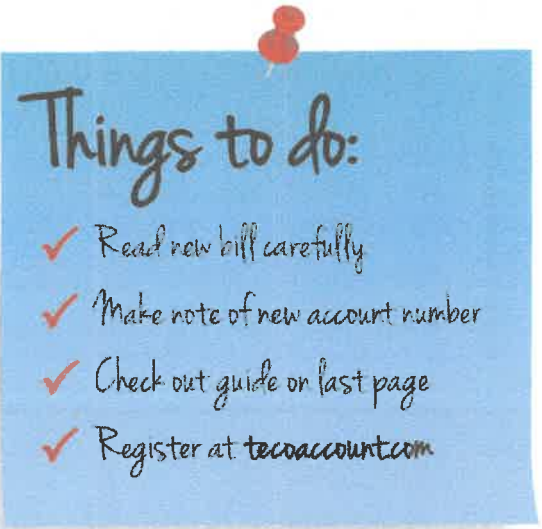 Things to do:
Read new bill carefully
Make note of new account number
Check out guide on last page
Register at tecoaccount.com